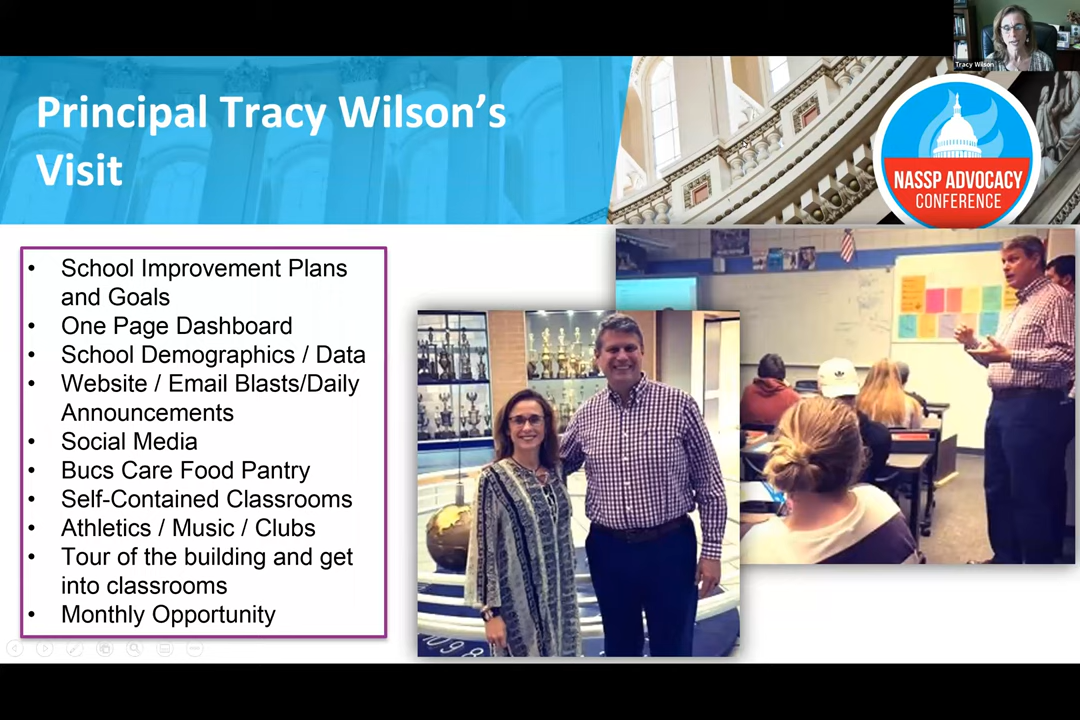 Tracy Wilson
Principal Tracy Wilson's
Visit
NASSP ADVOCACY
CONFERENCE
• School Improvement Plans
and Goals
• One Page Dashboard
• School Demographics / Data
• Website / Email Blasts/Daily
Announcements
• Social Media
• Bucs Care Food Pantry
• Self-Contained Classrooms
• Athletics / Music / Clubs
• Tour of the building and get
into classrooms
• Monthly Opportunity